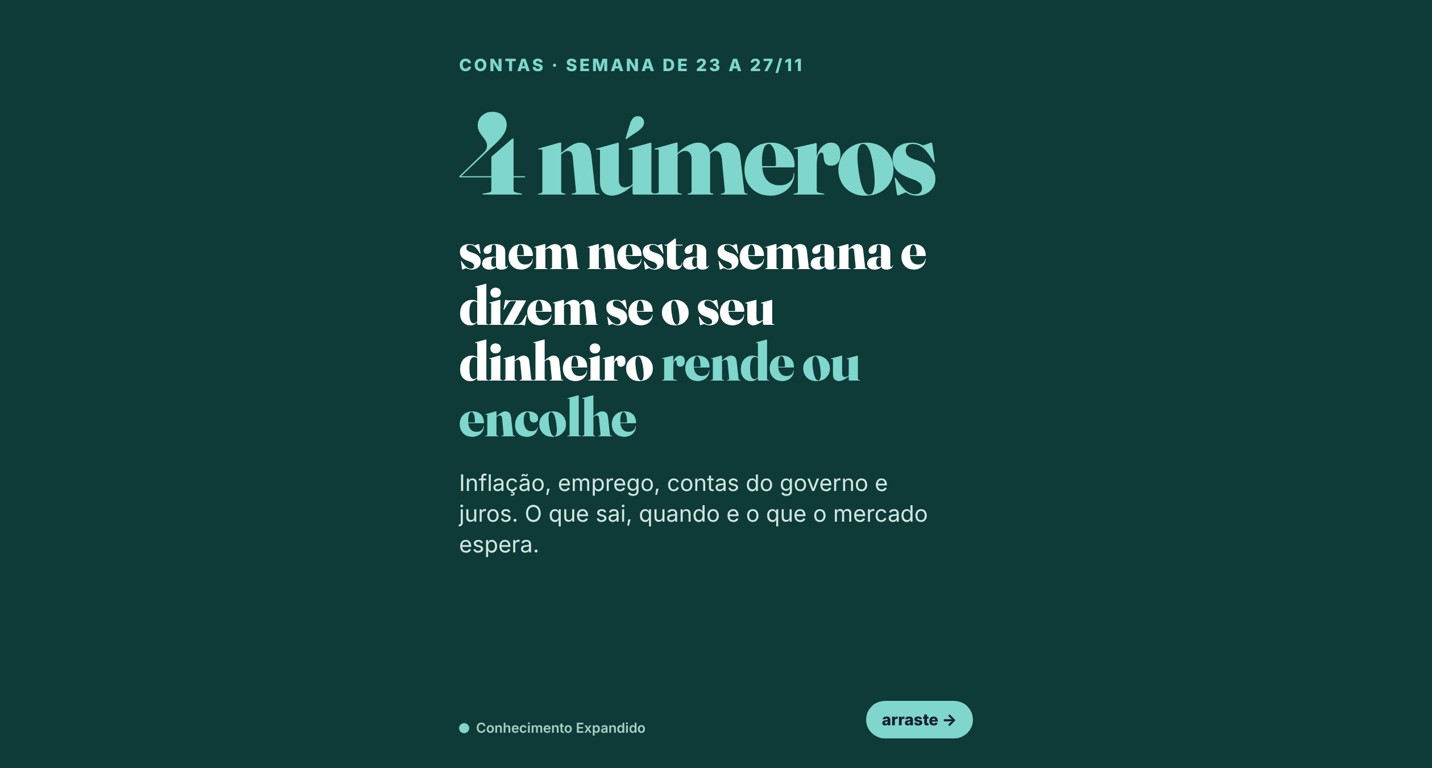 CONTAS · SEMANA DE 23 A 27/11
4 números
saem nesta semana e
dizem se o seu
dinheiro rende ou
encolhe
Inflação, emprego, contas do governo e
juros. O que sai, quando e o que o mercado
espera.
Conhecimento Expandido
arraste →